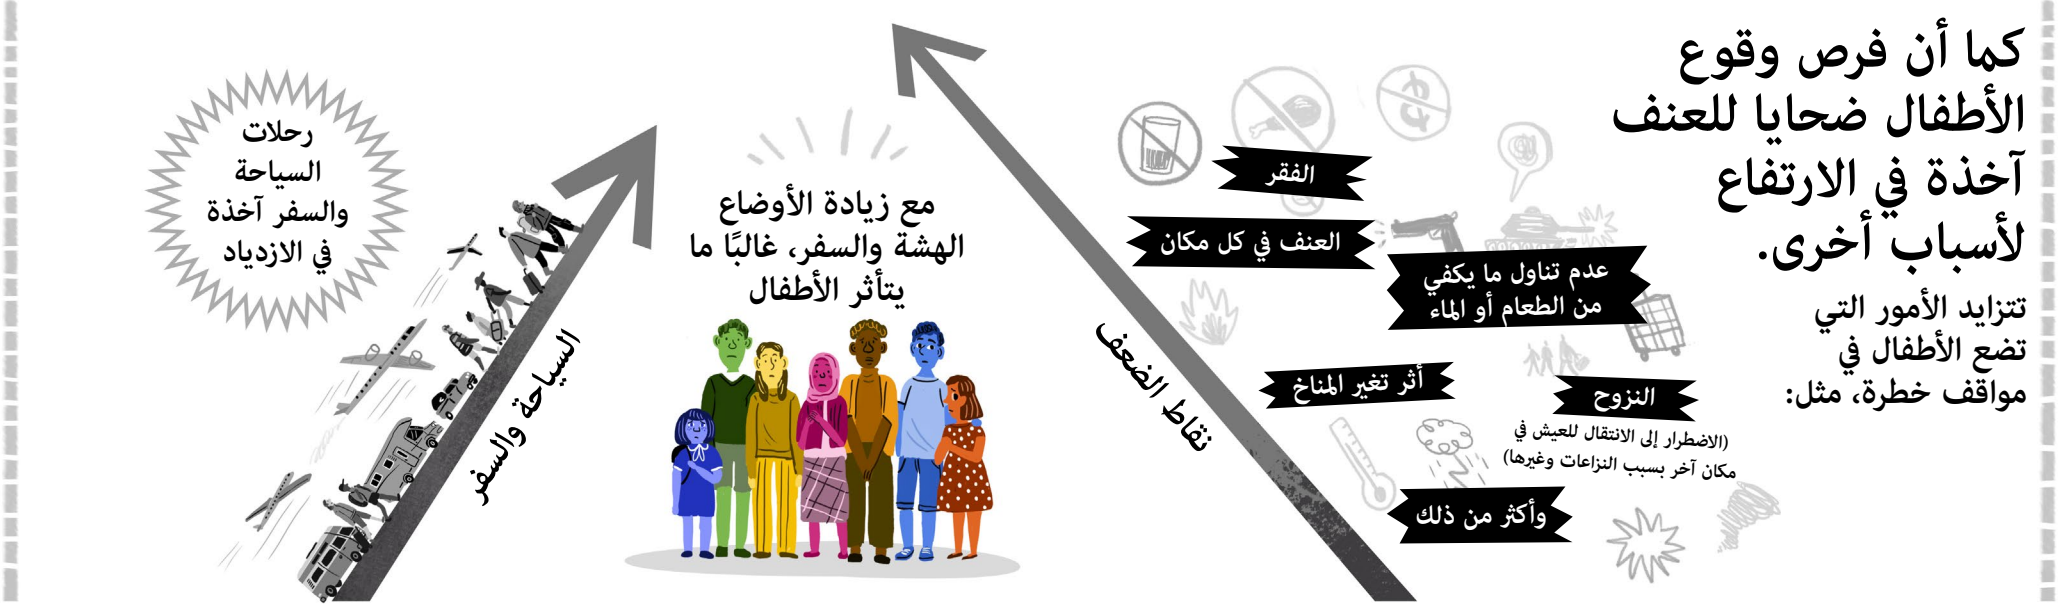 كما أن فرص وقوع
الأطفال ضحايا للعنف
آخذة في الارتفاع
لأسباب أخرى.
تتزايد الأمور التي
تضع الأطفال في
مواقف خطرة، مثل:
الفقر
العنف في كل مكان
عدم تناول ما يكفي
من الطعام أو الماء
أثر تغير المناخ
النزوح
(الاضطرار إلى الانتقال للعيش في
مكان آخر بسبب النزاعات وغيرها)
وأكثر من ذلك
نقاط الضعف
مع زيادة الأوضاع
الهشة والسفر، غالبًا ما
يتأثر الأطفال
السياحة والسفر
رحلات
السياحة
والسفر آخذة
في الازدياد